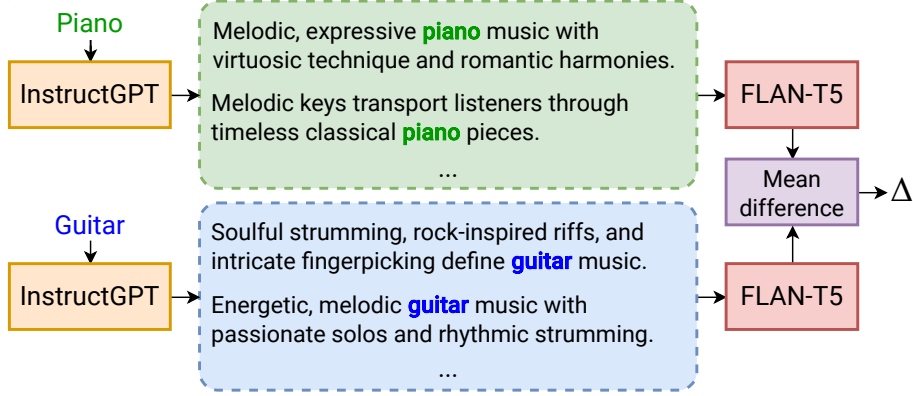 Piano
InstructGPT
Melodic, expressive piano music with
virtuosic technique and romantic harmonies.
Melodic keys transport listeners through
timeless classical piano pieces.
...
FLAN-T5
Mean
difference
Δ
Guitar
InstructGPT
Soulful strumming, rock-inspired riffs, and
intricate fingerpicking define guitar music.
Energetic, melodic guitar music with
passionate solos and rhythmic strumming.
...
FLAN-T5